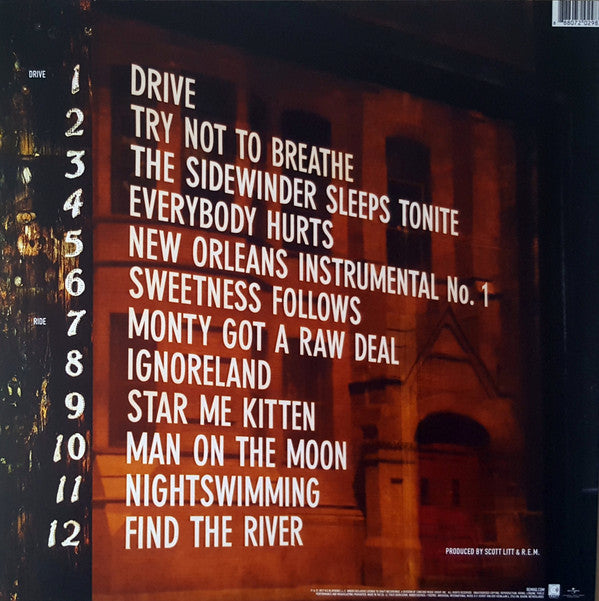 DRIVE 1 DRIVE
2 TRY NOT TO BREATHE
3 THE SIDEWINDER SLEEPS TONITE
4 EVERYBODY HURTS
5 NEW ORLEANS INSTRUMENTAL No. 1
6 SWEETNESS FOLLOWS
RIDE 7 MONTY GOT A RAW DEAL
8 IGNORELAND
9 STAR ME KITTEN
10 MAN ON THE MOON
11 NIGHTSWIMMING
12 FIND THE RIVER
PRODUCED BY SCOTT LITT & R.E.M.
REMHQ.COM